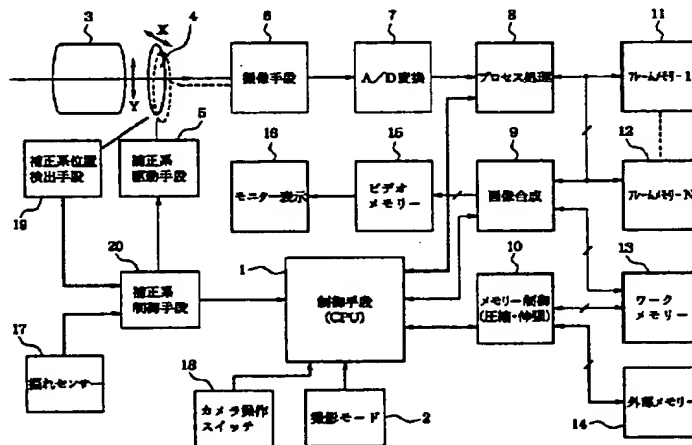 3
4
X
Y
6
7
8
11
撮像手段
A/D変換
プロセス処理
フレームメモリー1
5
補正系位置
検出手段
補正系
駆動手段
16
15
9
12
モニター表示
ビデオ
メモリー
画像合成
フレームメモリーN
19
20
1
10
13
補正系
制御手段
制御手段
(CPU)
メモリー制御
(圧縮・伸張)
ワーク
メモリー
17
揺れセンサー
18
カメラ操作
スイッチ
撮影モード
2
外部メモリー
14